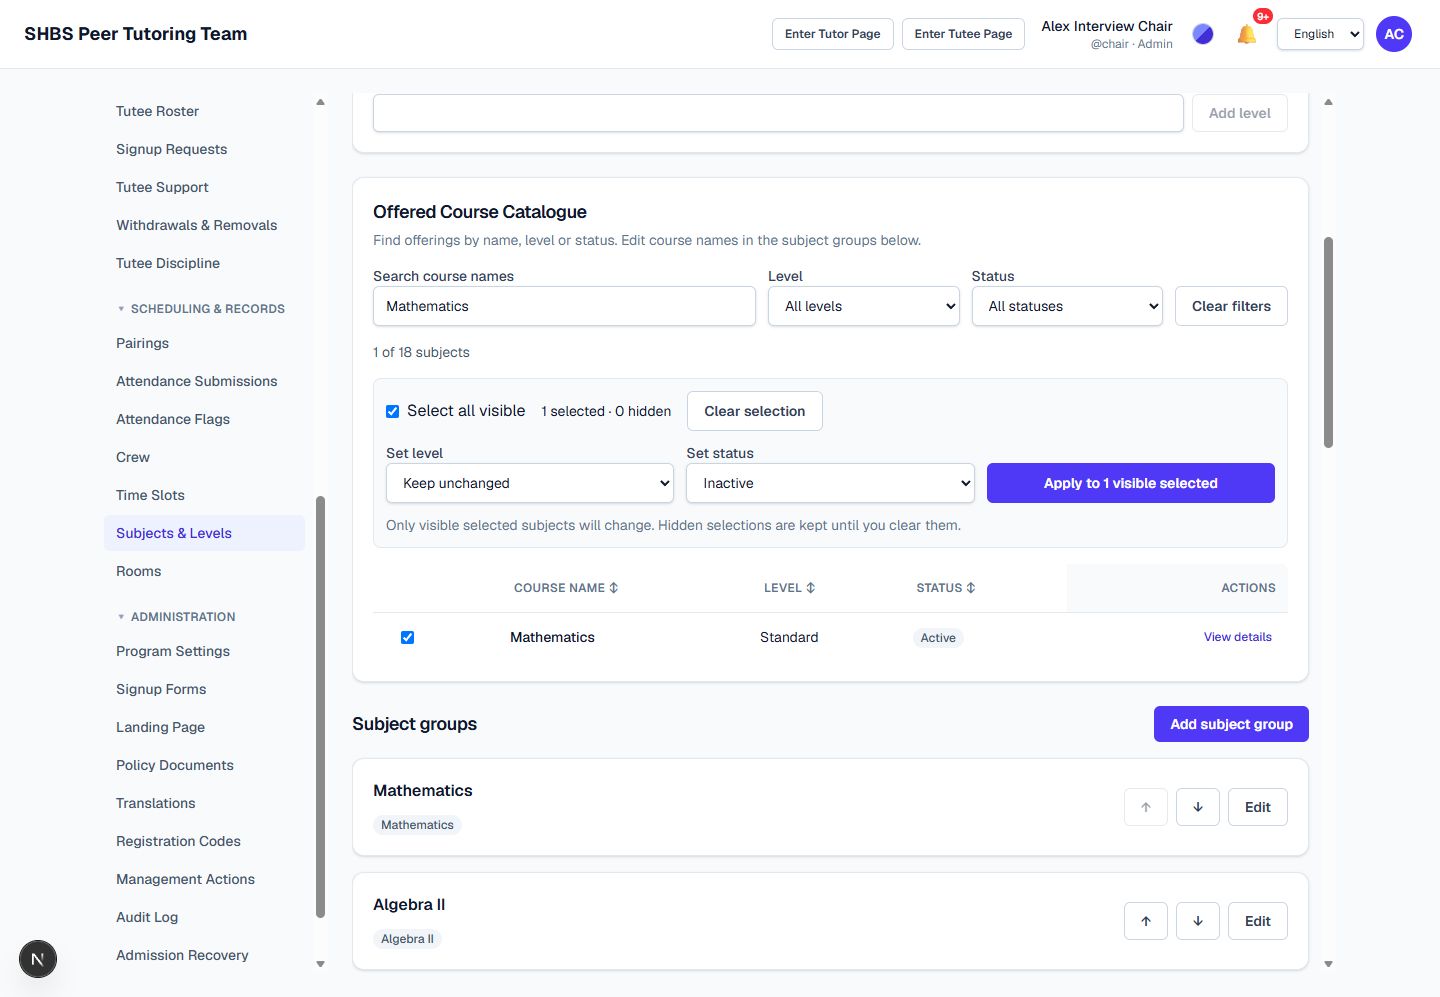 SHBS Peer Tutoring Team
Enter Tutor Page
Enter Tutee Page
Alex Interview Chair
@chair · Admin
9+
English
AC
Tutee Roster
Signup Requests
Tutee Support
Withdrawals & Removals
Tutee Discipline
SCHEDULING & RECORDS
Pairings
Attendance Submissions
Attendance Flags
Crew
Time Slots
Subjects & Levels
Rooms
ADMINISTRATION
Program Settings
Signup Forms
Landing Page
Policy Documents
Translations
Registration Codes
Management Actions
Audit Log
Admission Recovery
N
Add level
Offered Course Catalogue
Find offerings by name, level or status. Edit course names in the subject groups below.
Search course names
Level
Status
Mathematics
All levels
All statuses
Clear filters
1 of 18 subjects
Select all visible
1 selected · 0 hidden
Clear selection
Set level
Set status
Keep unchanged
Inactive
Apply to 1 visible selected
Only visible selected subjects will change. Hidden selections are kept until you clear them.
COURSE NAME
LEVEL
STATUS
ACTIONS
Mathematics
Standard
Active
View details
Subject groups
Add subject group
Mathematics
Mathematics
↑
↓
Edit
Algebra II
Algebra II
↑
↓
Edit